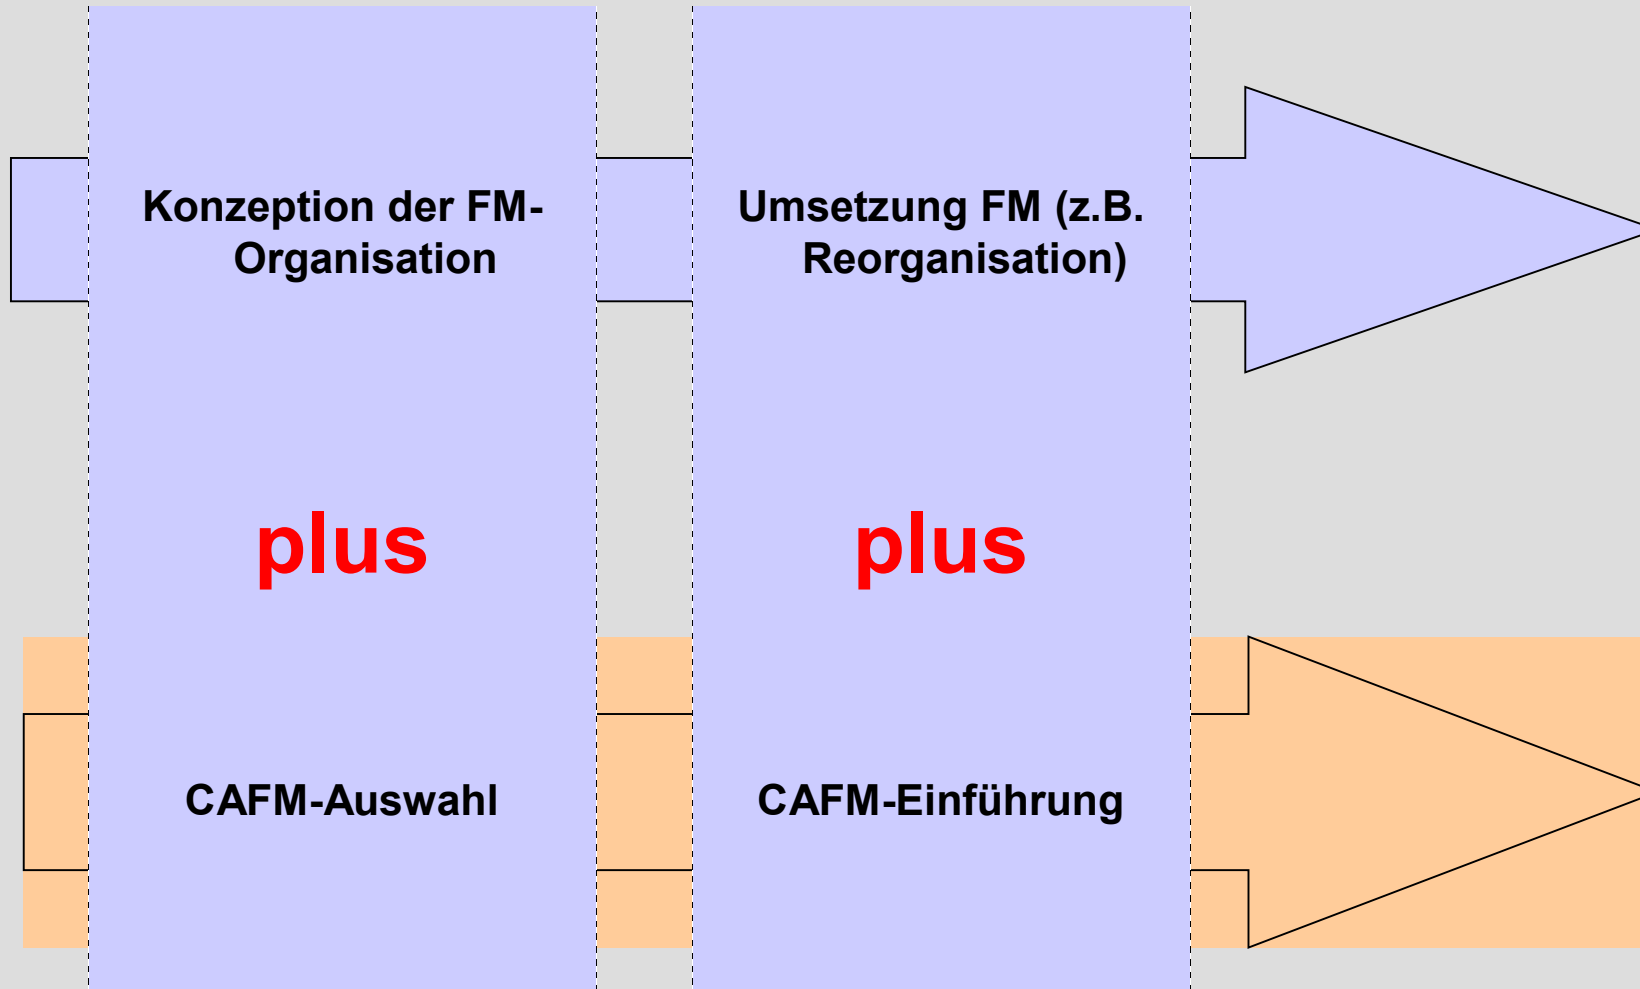 Konzeption der FM-
Organisation
plus
CAFM-Auswahl
Umsetzung FM (z.B.
Reorganisation)
plus
CAFM-Einführung